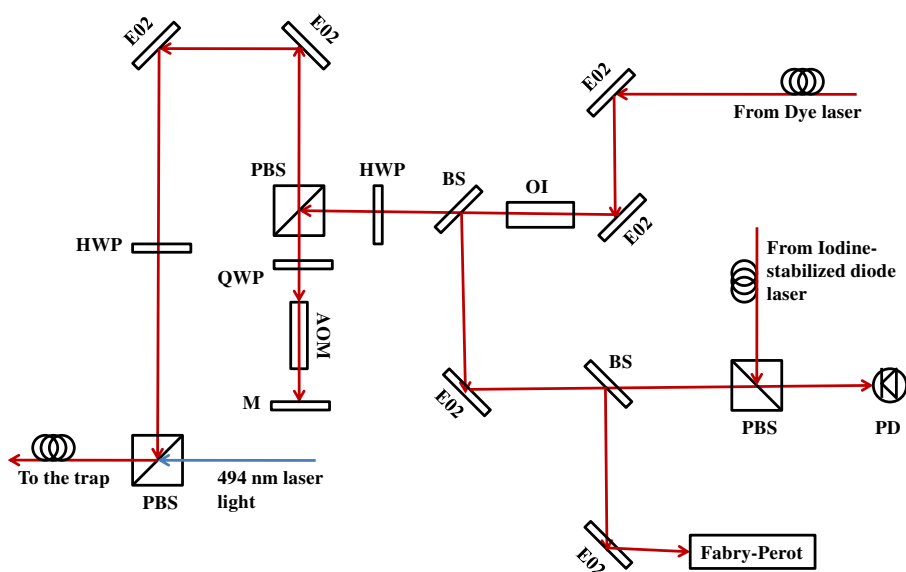 E02
E02
E02
From Dye laser
PBS
HWP
BS
OI
E02
HWP
QWP
From Iodine-
stabilized diode
laser
AOM
BS
M
E02
PBS
PD
To the trap
PBS
494 nm laser
light
E02
Fabry-Perot